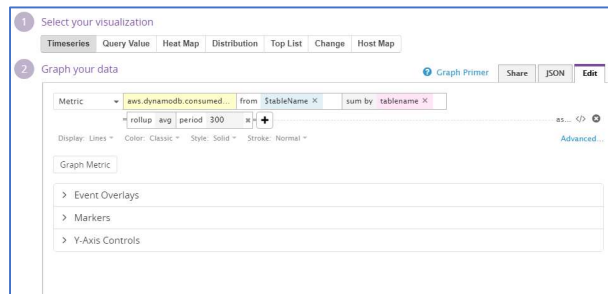 1 Select your visualization
Timeseries Query Value Heat Map Distribution Top List Change Host Map
2 Graph your data
Graph Primer Share JSON Edit
Metric aws.dynamodb.consumed... from $tableName × sum by tablename ×
rollup avg period 300 as... </>
Display: Lines Color: Classic Style: Solid Stroke: Normal Advanced...
Graph Metric
> Event Overlays
> Markers
> Y-Axis Controls